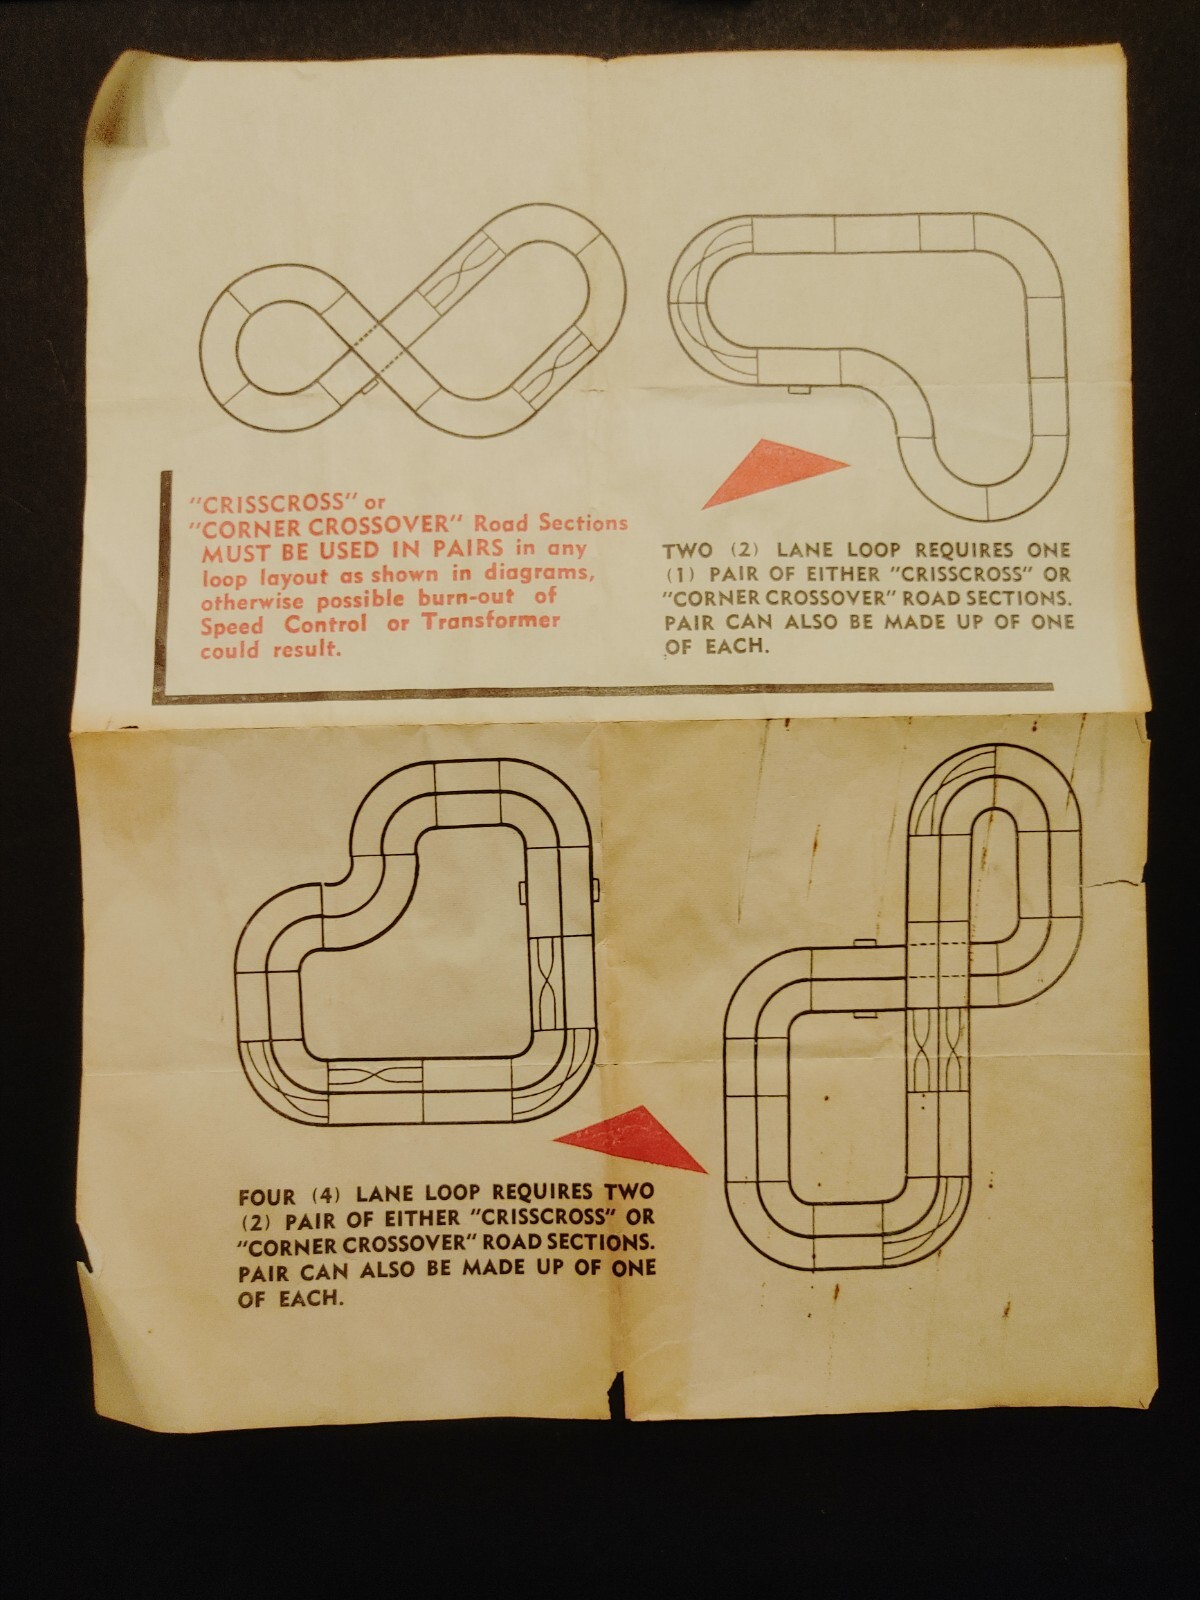 "CRISSCROSS" or
"CORNER CROSSOVER" Road Sections
MUST BE USED IN PAIRS in any
loop layout as shown in diagrams,
otherwise possible burn-out of
Speed Control or Transformer
could result.
TWO (2) LANE LOOP REQUIRES ONE
(1) PAIR OF EITHER "CRISSCROSS" OR
"CORNER CROSSOVER" ROAD SECTIONS.
PAIR CAN ALSO BE MADE UP OF ONE
OF EACH.
FOUR (4) LANE LOOP REQUIRES TWO
(2) PAIR OF EITHER "CRISSCROSS" OR
"CORNER CROSSOVER" ROAD SECTIONS.
PAIR CAN ALSO BE MADE UP OF ONE
OF EACH.